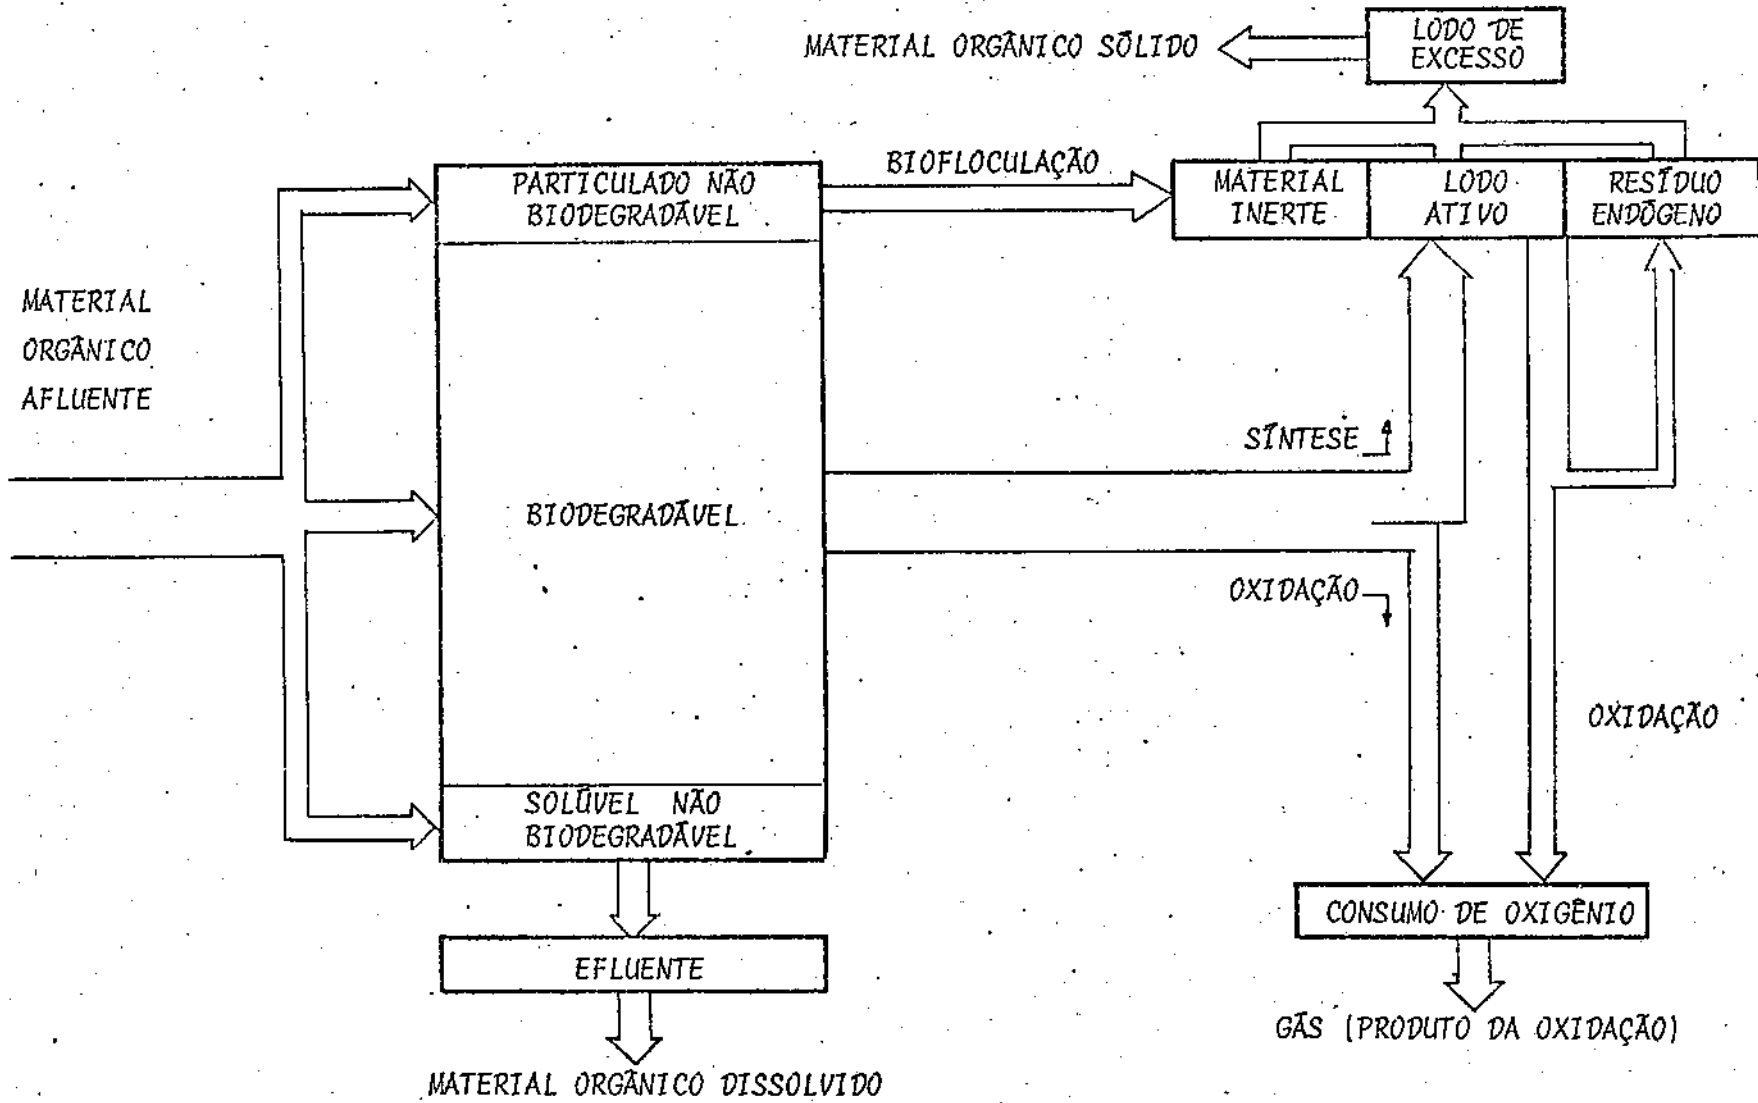 LODO DE
EXCESSO
MATERIAL ORGÂNICO SÓLIDO
BIOFLOCULAÇÃO
PARTICULADO NÃO
BIODEGRADÁVEL
MATERIAL
INERTE
LODO
ATIVO
RESÍDUO
ENDÓGENO
MATERIAL
ORGÂNICO
AFLUENTE
SÍNTESE
BIODEGRADÁVEL
OXIDAÇÃO
OXIDAÇÃO
SOLÚVEL NÃO
BIODEGRADÁVEL
CONSUMO DE OXIGÊNIO
EFLUENTE
GÁS (PRODUTO DA OXIDAÇÃO)
MATERIAL ORGÂNICO DISSOLVIDO